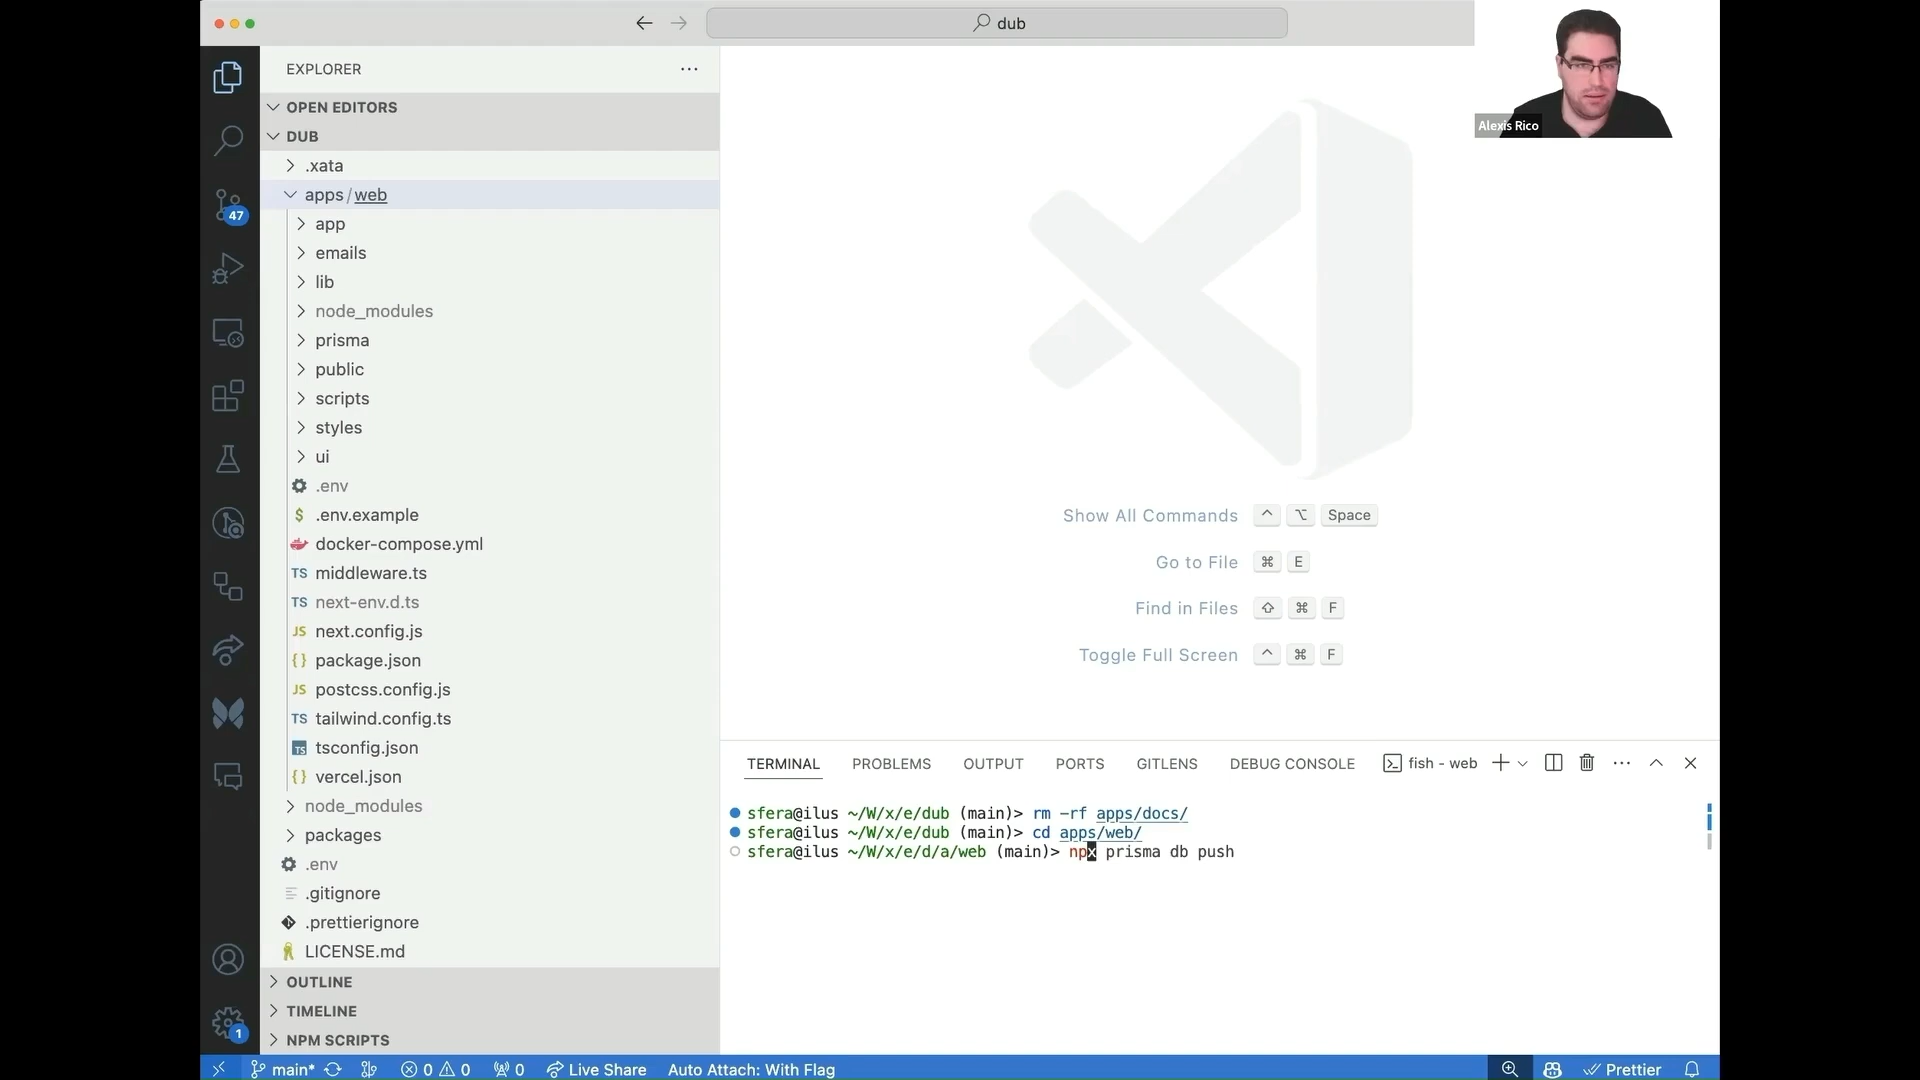 dub
Alexis Rico
EXPLORER
OPEN EDITORS
DUB
.xata
apps/web
app
emails
lib
node_modules
prisma
public
scripts
styles
ui
.env
$ .env.example
docker-compose.yml
TS middleware.ts
TS next-env.d.ts
JS next.config.js
{} package.json
JS postcss.config.js
TS tailwind.config.ts
TS tsconfig.json
{} vercel.json
node_modules
packages
.env
.gitignore
.prettierignore
LICENSE.md
OUTLINE
TIMELINE
NPM SCRIPTS
47
1
Show All Commands ⌃ ⌥ Space
Go to File ⌘ E
Find in Files ⇧ ⌘ F
Toggle Full Screen ⌃ ⌘ F
TERMINAL PROBLEMS OUTPUT PORTS GITLENS DEBUG CONSOLE fish - web
sfera@ilus ~/W/x/e/dub (main)> rm -rf apps/docs/
sfera@ilus ~/W/x/e/dub (main)> cd apps/web/
sfera@ilus ~/W/x/e/d/a/web (main)> npx prisma db push
main* 0 0 0 Live Share Auto Attach: With Flag Prettier